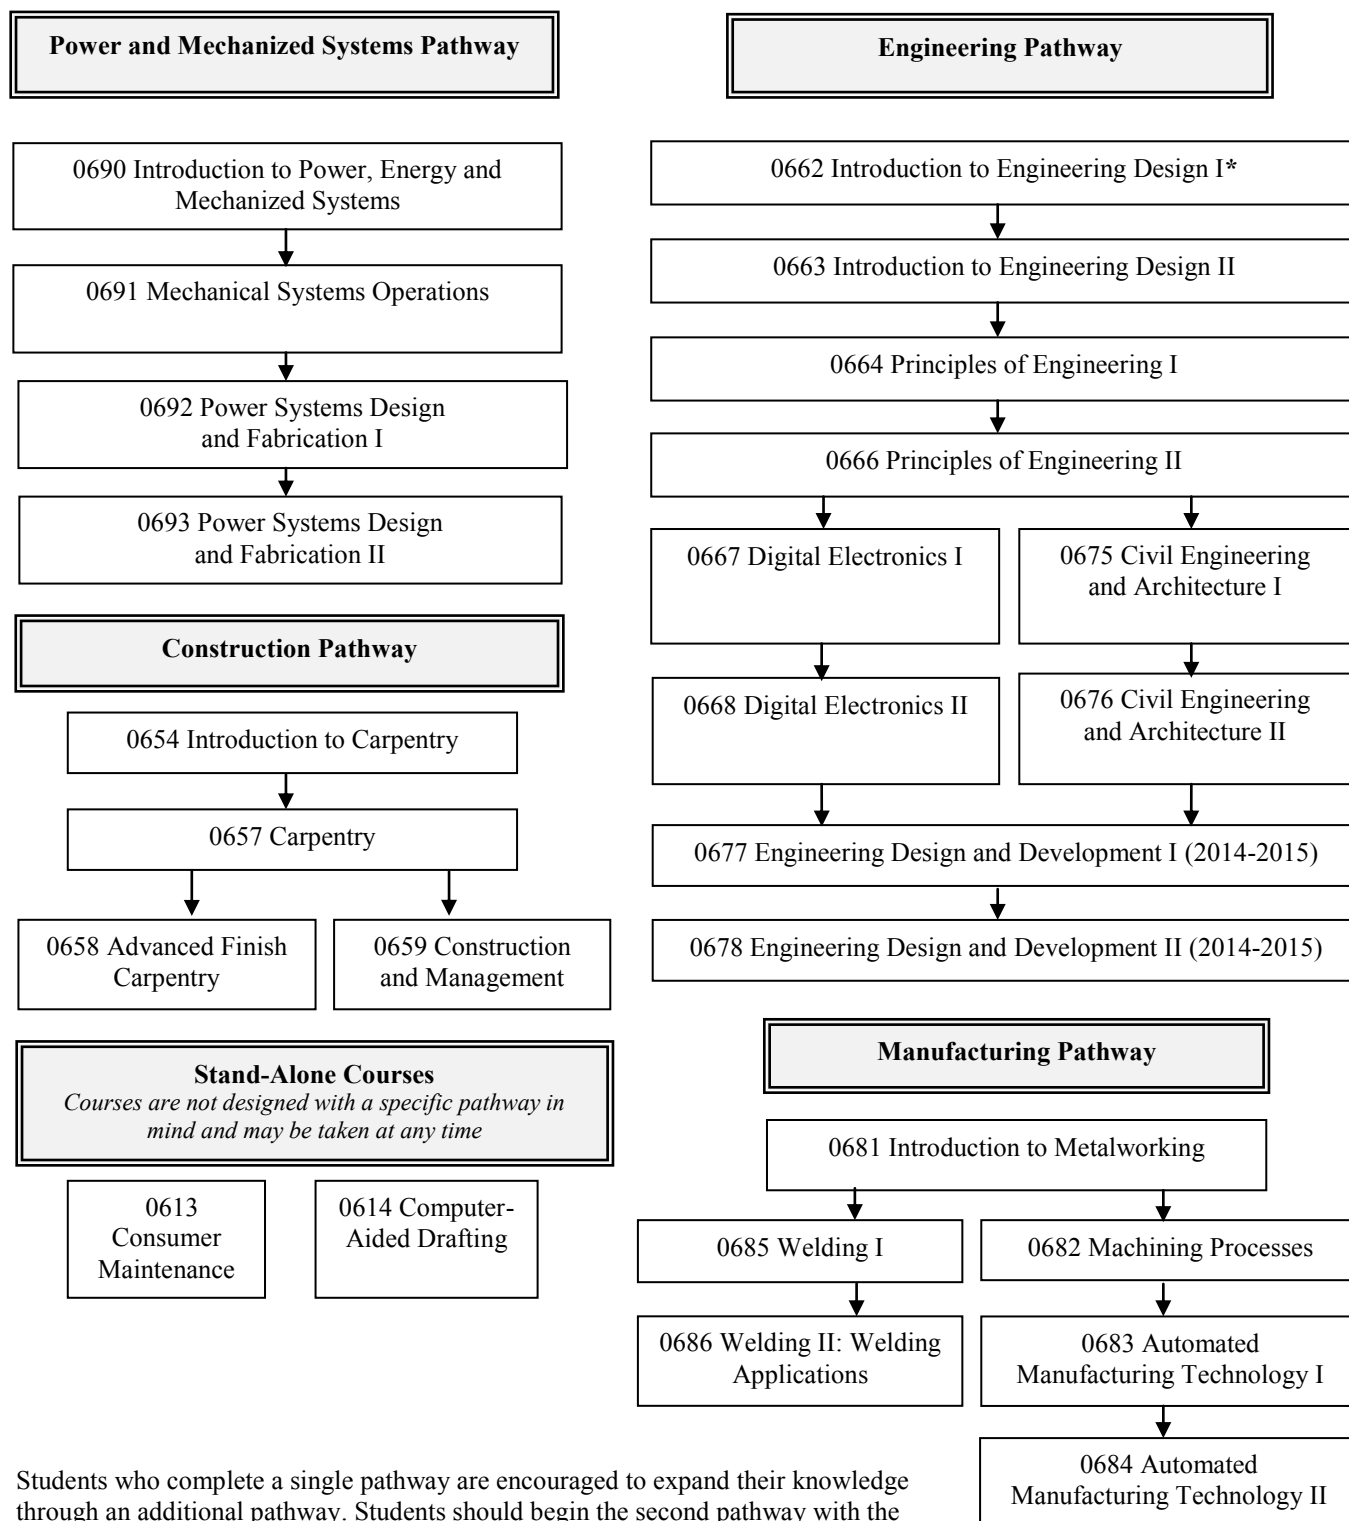 Power and Mechanized Systems Pathway
0690 Introduction to Power, Energy and
Mechanized Systems
0691 Mechanical Systems Operations
0692 Power Systems Design
and Fabrication I
0693 Power Systems Design
and Fabrication II
Construction Pathway
0654 Introduction to Carpentry
0657 Carpentry
0658 Advanced Finish
Carpentry
0659 Construction
and Management
Stand-Alone Courses
Courses are not designed with a specific pathway in
mind and may be taken at any time
0613
Consumer
Maintenance
0614 Computer-
Aided Drafting
Engineering Pathway
0662 Introduction to Engineering Design I*
0663 Introduction to Engineering Design II
0664 Principles of Engineering I
0666 Principles of Engineering II
0667 Digital Electronics I
0675 Civil Engineering
and Architecture I
0668 Digital Electronics II
0676 Civil Engineering
and Architecture II
0677 Engineering Design and Development I (2014-2015)
0678 Engineering Design and Development II (2014-2015)
Manufacturing Pathway
0681 Introduction to Metalworking
0685 Welding I
0682 Machining Processes
0686 Welding II: Welding
Applications
0683 Automated
Manufacturing Technology I
0684 Automated
Manufacturing Technology II
Students who complete a single pathway are encouraged to expand their knowledge
through an additional pathway. Students should begin the second pathway with the